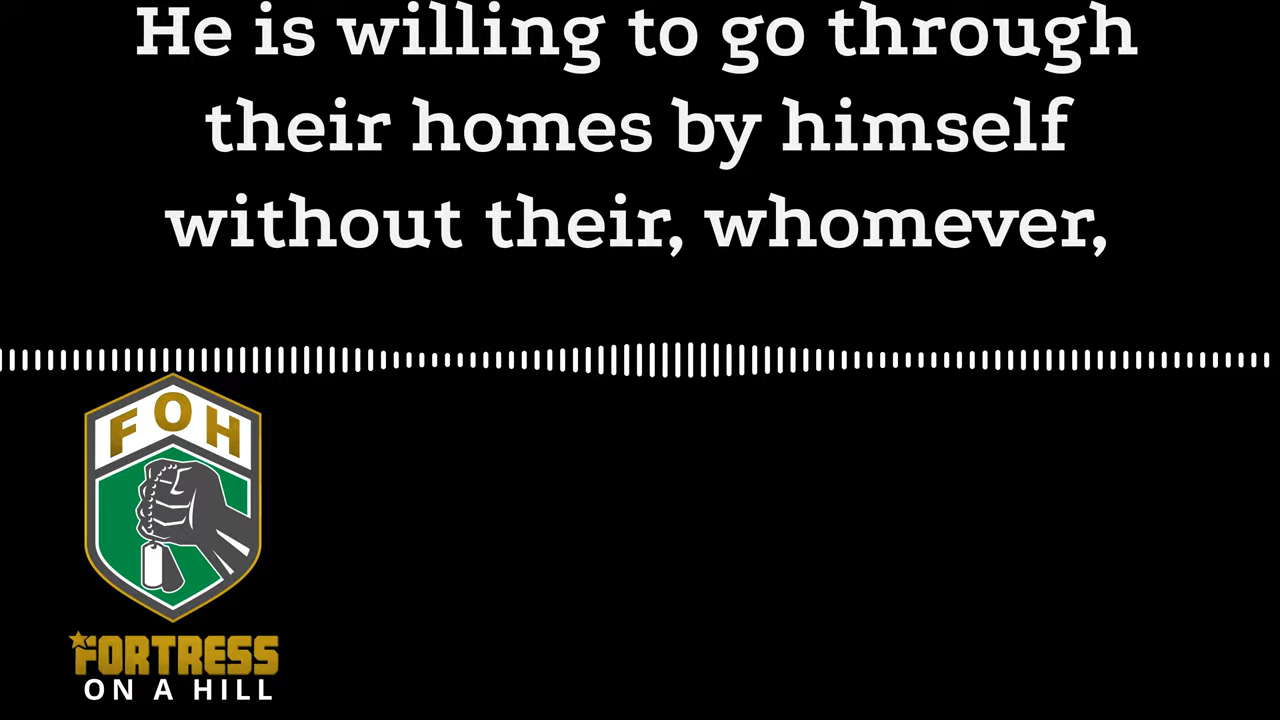 He is willing to go through
their homes by himself
without their, whomever,
FOH
FORTRESS
ON A HILL